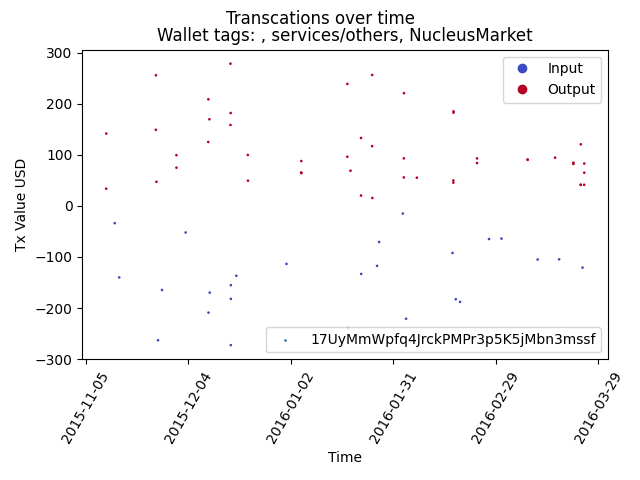 Transcations over time
Wallet tags: , services/others, NucleusMarket
Tx Value USD
300
200
100
0
−100
−200
−300
Input
Output
17UyMmWpfq4JrckPMPr3p5K5jMbn3mssf
2015-11-05
2015-12-04
2016-01-02
2016-01-31
2016-02-29
2016-03-29
Time